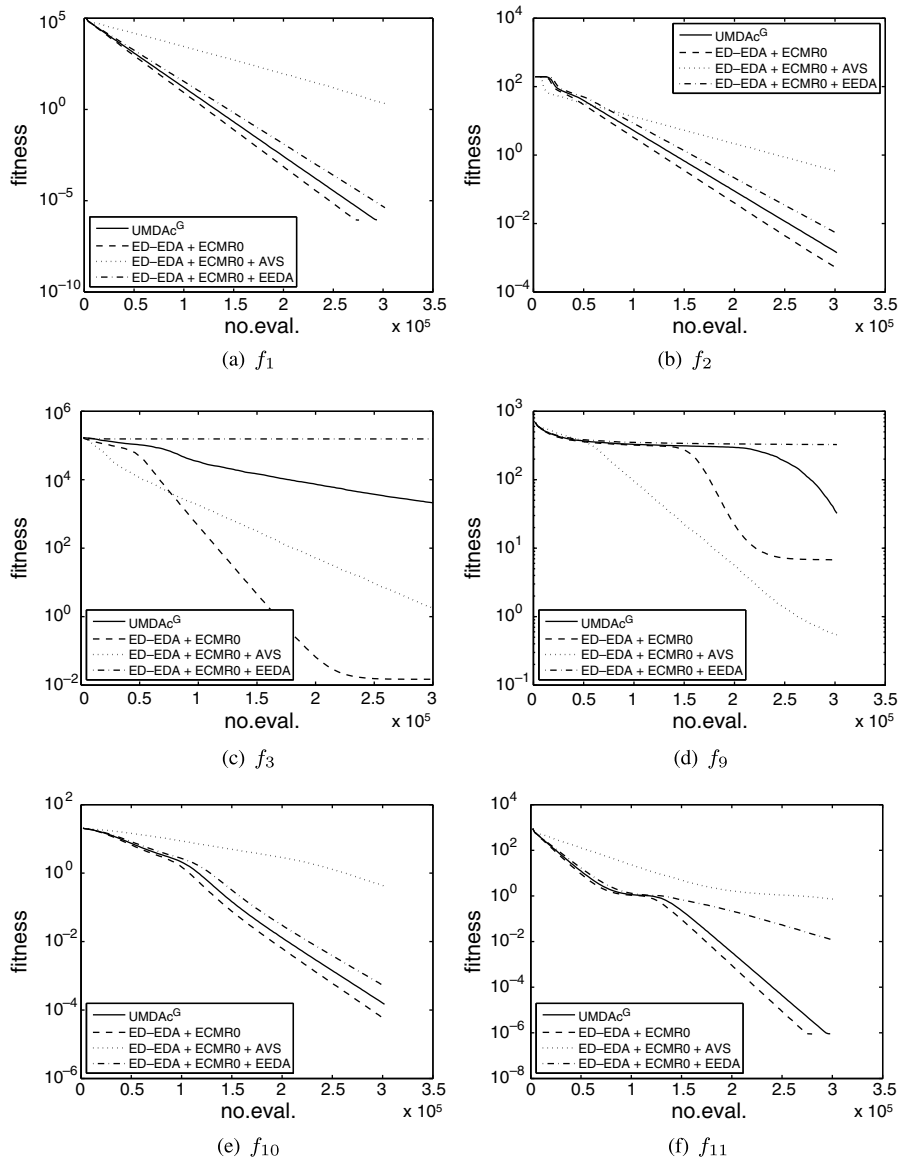 10^5
10^0
10^-5
10^-10
fitness
0 0.5 1 1.5 2 2.5 3 3.5
x 10^5
no.eval.
UMDAc^G
ED–EDA + ECMR0
ED–EDA + ECMR0 + AVS
ED–EDA + ECMR0 + EEDA
(a) f_1
10^4
10^2
10^0
10^-2
10^-4
fitness
0 0.5 1 1.5 2 2.5 3 3.5
x 10^5
no.eval.
UMDAc^G
ED–EDA + ECMR0
ED–EDA + ECMR0 + AVS
ED–EDA + ECMR0 + EEDA
(b) f_2
10^6
10^4
10^2
10^0
10^-2
fitness
0 0.5 1 1.5 2 2.5 3
x 10^5
no.eval.
UMDAc^G
ED–EDA + ECMR0
ED–EDA + ECMR0 + AVS
ED–EDA + ECMR0 + EEDA
(c) f_3
10^3
10^2
10^1
10^0
10^-1
fitness
0 0.5 1 1.5 2 2.5 3 3.5
x 10^5
no.eval.
UMDAc^G
ED–EDA + ECMR0
ED–EDA + ECMR0 + AVS
ED–EDA + ECMR0 + EEDA
(d) f_9
10^2
10^0
10^-2
10^-4
10^-6
fitness
0 0.5 1 1.5 2 2.5 3 3.5
x 10^5
no.eval.
UMDAc^G
ED–EDA + ECMR0
ED–EDA + ECMR0 + AVS
ED–EDA + ECMR0 + EEDA
(e) f_10
10^4
10^2
10^0
10^-2
10^-4
10^-6
10^-8
fitness
0 0.5 1 1.5 2 2.5 3 3.5
x 10^5
no.eval.
UMDAc^G
ED–EDA + ECMR0
ED–EDA + ECMR0 + AVS
ED–EDA + ECMR0 + EEDA
(f) f_11